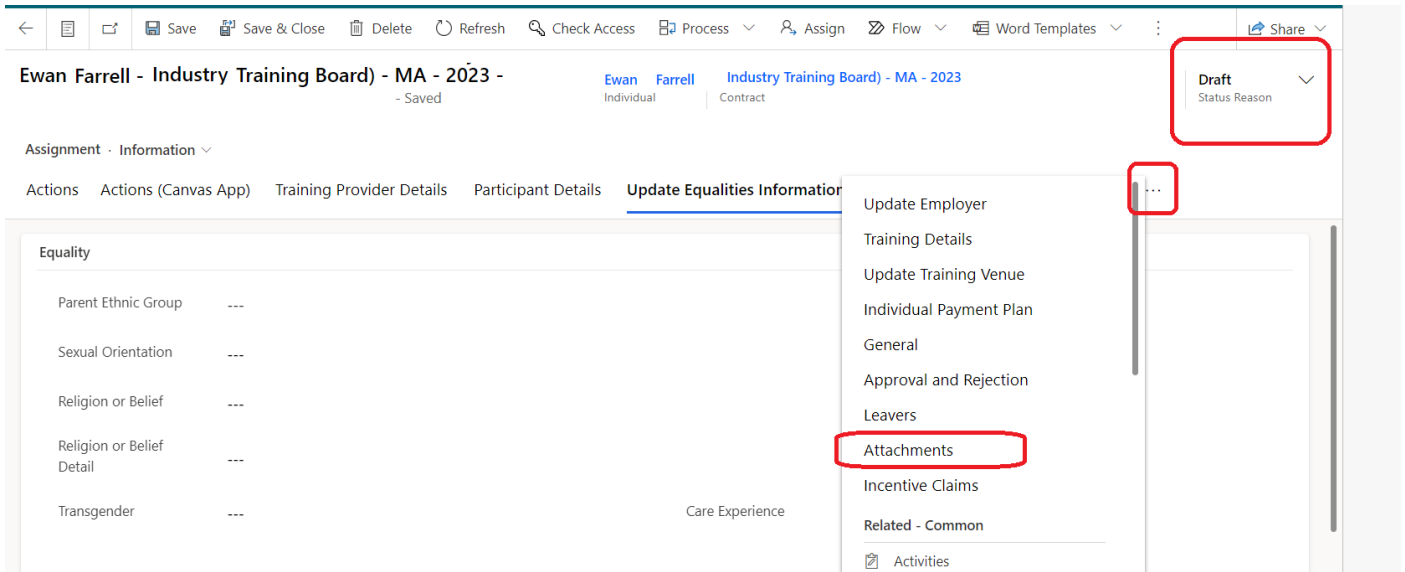 Save Save & Close Delete Refresh Check Access Process Assign Flow Word Templates Share
Ewan Farrell - Industry Training Board) - MA - 2023 -
- Saved
Ewan Farrell
Individual
Industry Training Board) - MA - 2023
Contract
Draft
Status Reason
Assignment · Information
Actions Actions (Canvas App) Training Provider Details Participant Details Update Equalities Information ...
Update Employer
Training Details
Update Training Venue
Individual Payment Plan
General
Approval and Rejection
Leavers
Attachments
Incentive Claims
Related - Common
Activities
Equality
Parent Ethnic Group ---
Sexual Orientation ---
Religion or Belief ---
Religion or Belief
Detail ---
Transgender ---
Care Experience